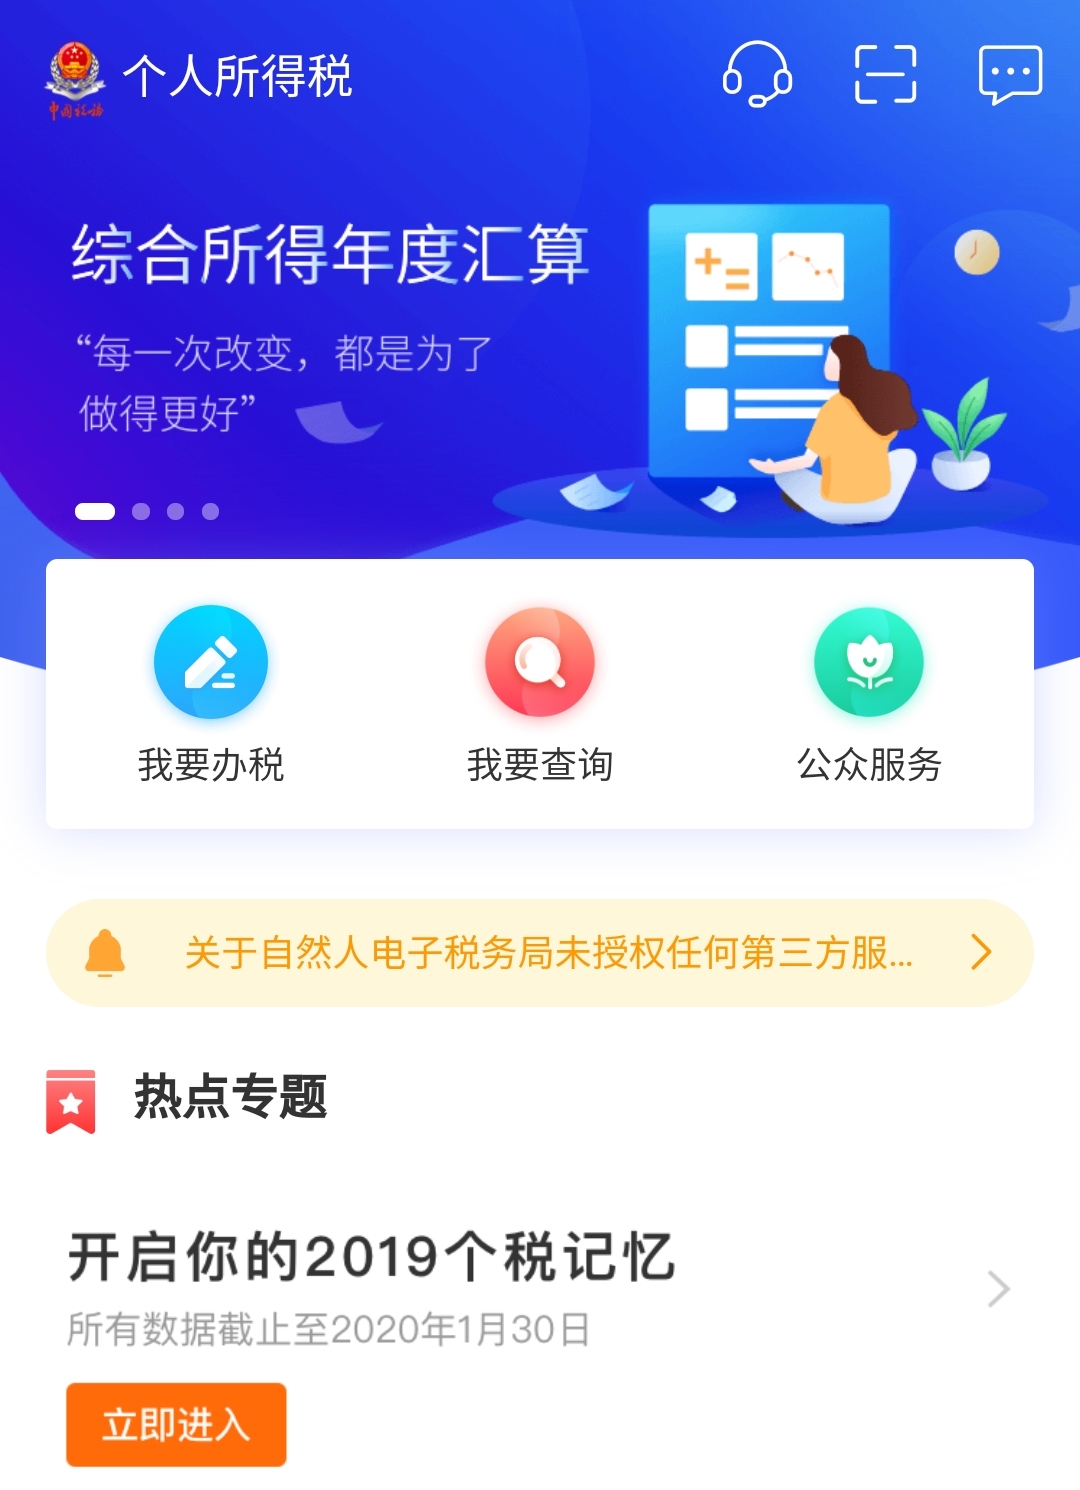 个人所得税
中国税务
综合所得年度汇算
“每一次改变，都是为了
做得更好”
我要办税
我要查询
公众服务
关于自然人电子税务局未授权任何第三方服...
热点专题
开启你的2019个税记忆
所有数据截止至2020年1月30日
立即进入